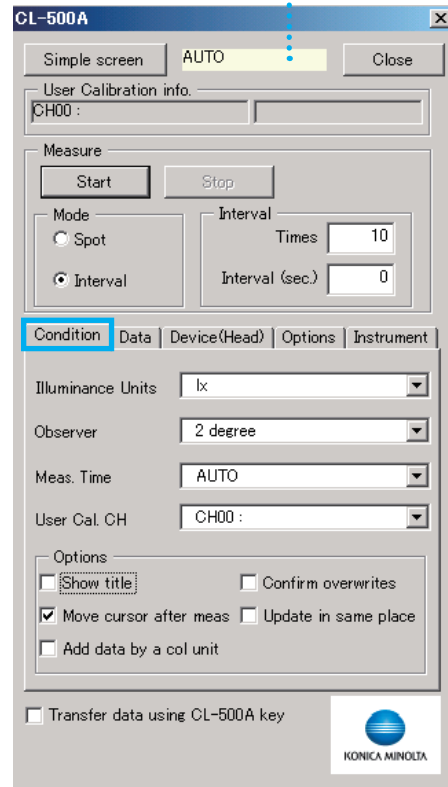 CL-500A
Simple screen AUTO Close
User Calibration info.
CH00 :
Measure
Start Stop
Mode Interval
Spot Times 10
Interval Interval (sec.) 0
Condition Data Device(Head) Options Instrument
Illuminance Units lx
Observer 2 degree
Meas. Time AUTO
User Cal. CH CH00 :
Options
Show title Confirm overwrites
Move cursor after meas Update in same place
Add data by a col unit
Transfer data using CL-500A key
KONICA MINOLTA